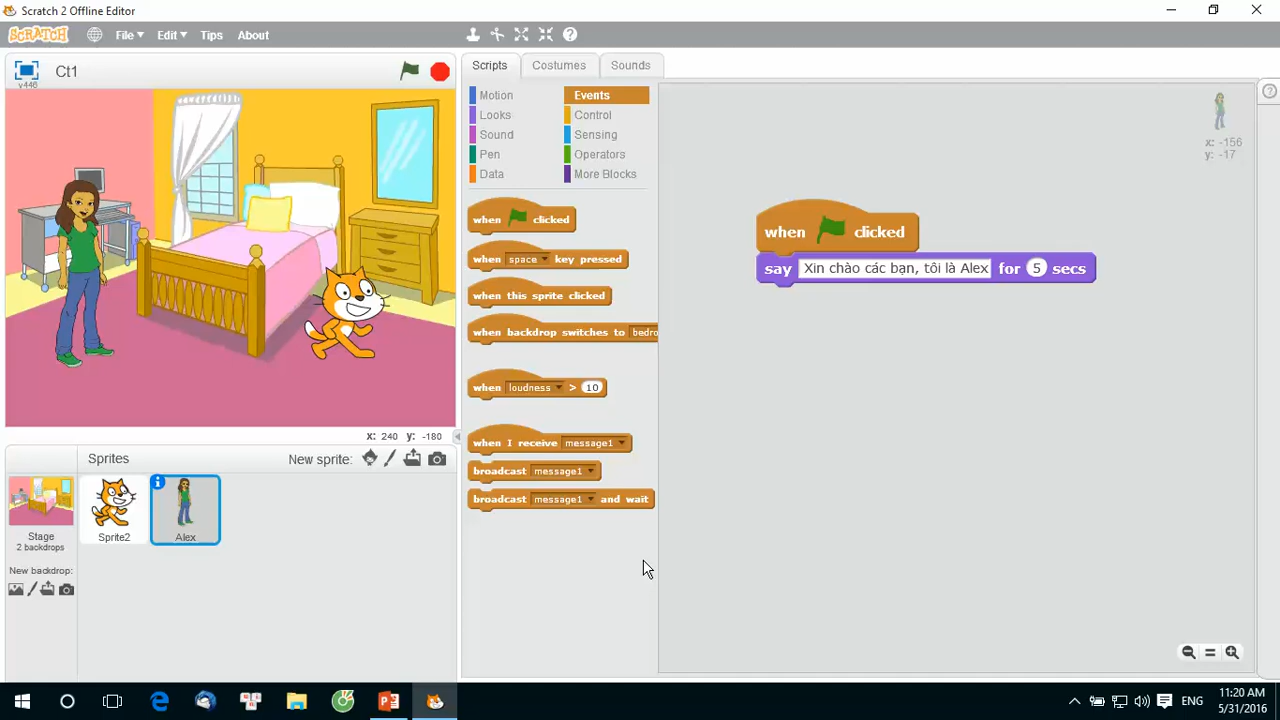 Scratch 2 Offline Editor
SCRATCH File Edit Tips About
v446 Ct1
Scripts Costumes Sounds
Motion Events
Looks Control
Sound Sensing
Pen Operators
Data More Blocks
when clicked
when space key pressed
when this sprite clicked
when backdrop switches to bedro
when loudness > 10
when I receive message1
broadcast message1
broadcast message1 and wait
x: -156
y: -17
when clicked
say Xin chào các bạn, tôi là Alex for 5 secs
x: 240 y: -180
Sprites New sprite:
Stage
2 backdrops
New backdrop:
Sprite2
Alex
ENG
11:20 AM
5/31/2016